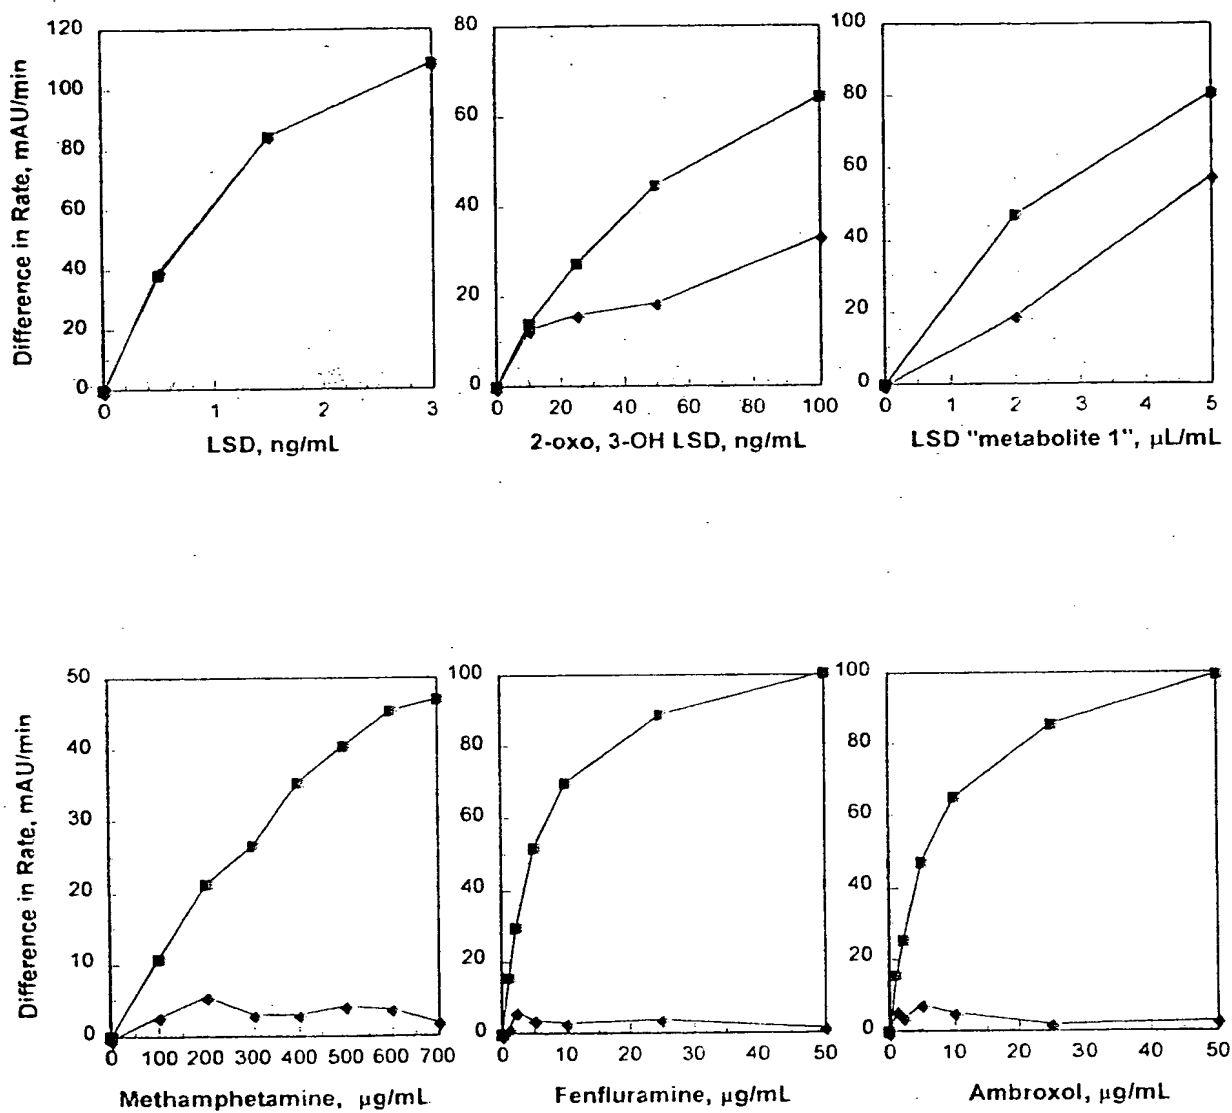 120
100
80
60
40
20
0
0 1 2 3
Difference in Rate, mAU/min
LSD, ng/mL
80
60
40
20
0
0 20 40 60 80 100
2-oxo, 3-OH LSD, ng/mL
100
80
60
40
20
0
0 1 2 3 4 5
LSD "metabolite 1", µL/mL
50
40
30
20
10
0
0 100 200 300 400 500 600 700
Difference in Rate, mAU/min
Methamphetamine, µg/mL
100
80
60
40
20
0
0 10 20 30 40 50
Fenfluramine, µg/mL
100
80
60
40
20
0
0 10 20 30 40 50
Ambroxol, µg/mL